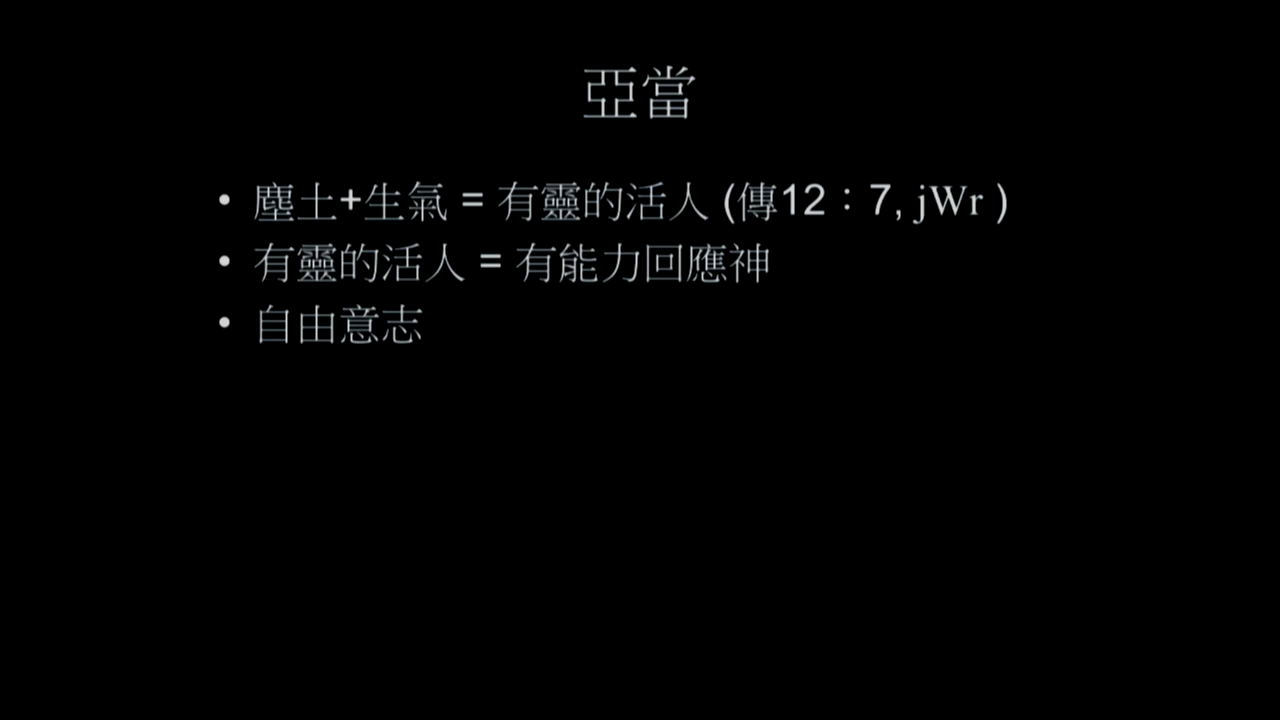 亞當
• 塵土+生氣 = 有靈的活人 (傳12：7, jWr )
• 有靈的活人 = 有能力回應神
• 自由意志